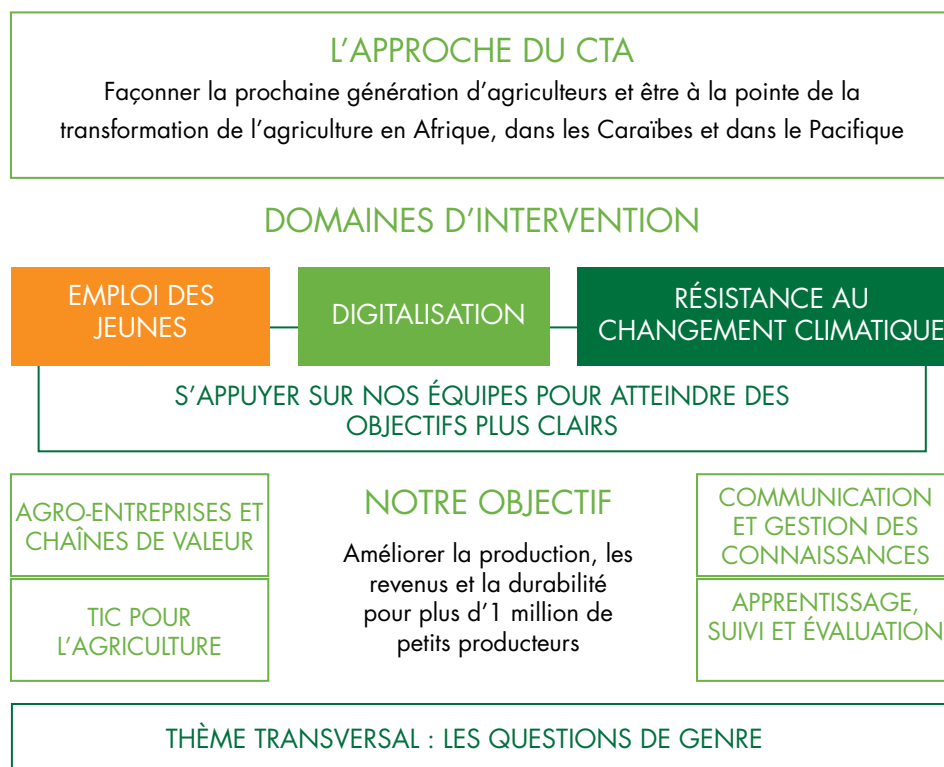 L'APPROCHE DU CTA
Façonner la prochaine génération d'agriculteurs et être à la pointe de la
transformation de l'agriculture en Afrique, dans les Caraïbes et dans le Pacifique
DOMAINES D'INTERVENTION
EMPLOI DES
JEUNES
DIGITALISATION
RÉSISTANCE AU
CHANGEMENT CLIMATIQUE
S'APPUYER SUR NOS ÉQUIPES POUR ATTEINDRE DES
OBJECTIFS PLUS CLAIRS
AGRO-ENTREPRISES ET
CHAÎNES DE VALEUR
TIC POUR
L'AGRICULTURE
NOTRE OBJECTIF
Améliorer la production, les
revenus et la durabilité
pour plus d'1 million de
petits producteurs
COMMUNICATION
ET GESTION DES
CONNAISSANCES
APPRENTISSAGE,
SUIVI ET ÉVALUATION
THÈME TRANSVERSAL : LES QUESTIONS DE GENRE